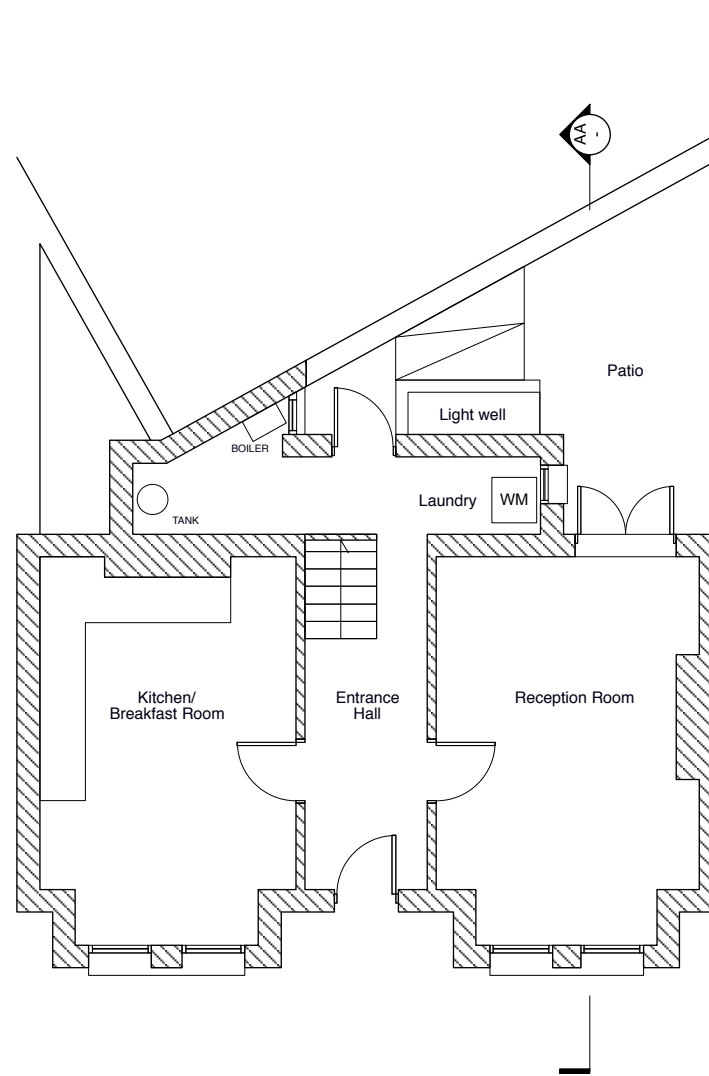 AA
-
Patio
Light well
BOILER
Laundry
WM
TANK
Kitchen/
Breakfast Room
Entrance
Hall
Reception Room